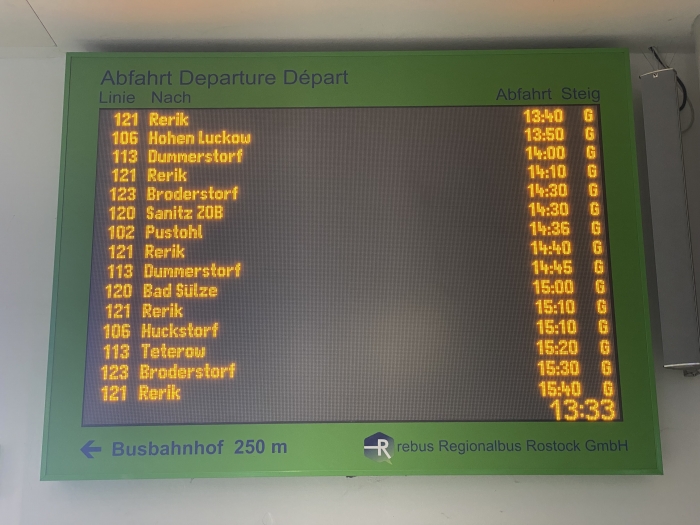 Abfahrt Departure Départ
Linie Nach Abfahrt Steig
121 Rerik 13:40 G
106 Hohen Luckow 13:50 G
113 Dummerstorf 14:00 G
121 Rerik 14:10 G
123 Broderstorf 14:30 G
120 Sanitz ZOB 14:30 G
102 Pustohl 14:36 G
121 Rerik 14:40 G
113 Dummerstorf 14:45 G
120 Bad Sülze 15:00 G
121 Rerik 15:10 G
106 Huckstorf 15:10 G
113 Teterow 15:20 G
123 Broderstorf 15:30 G
121 Rerik 15:40 G
13:33
← Busbahnhof 250 m
R rebus Regionalbus Rostock GmbH